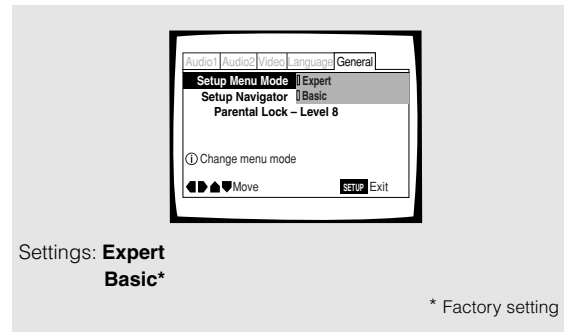 Audio1 Audio2 Video Language General
Setup Menu Mode Expert
Setup Navigator Basic
Parental Lock – Level 8
ⓘ Change menu mode
Move SETUP Exit
Settings: Expert
Basic*
* Factory setting